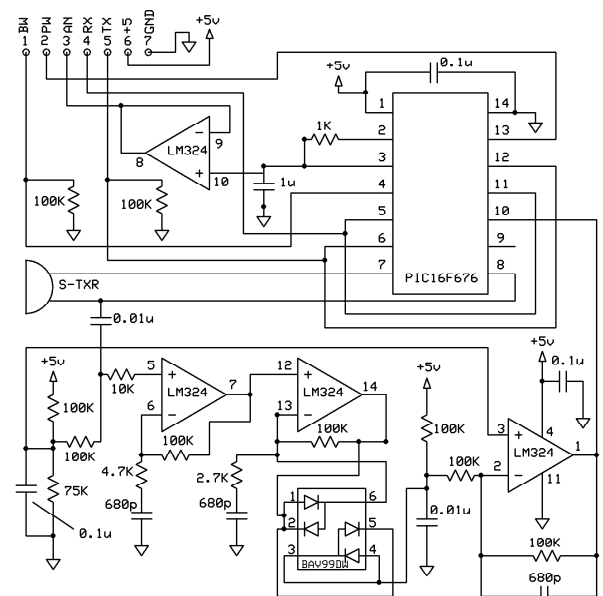 BW PW AN RX TX +5 GND
1 2 3 4 5 6 7
+5v
+5v
0.1u
1K
1 14
2 13
3 12
4 11
5 10
6 9
7 8
PIC16F676
LM324
8
9
10
1u
100K
100K
S-TXR
0.01u
+5v
100K
100K
75K
0.1u
10K
5
6
7
LM324
100K
4.7K
680p
12
13
14
LM324
100K
2.7K
680p
1 6
2 5
3 4
BAV99DW
+5v
100K
100K
0.01u
+5v
0.1u
3
2
4
1
11
LM324
100K
680p